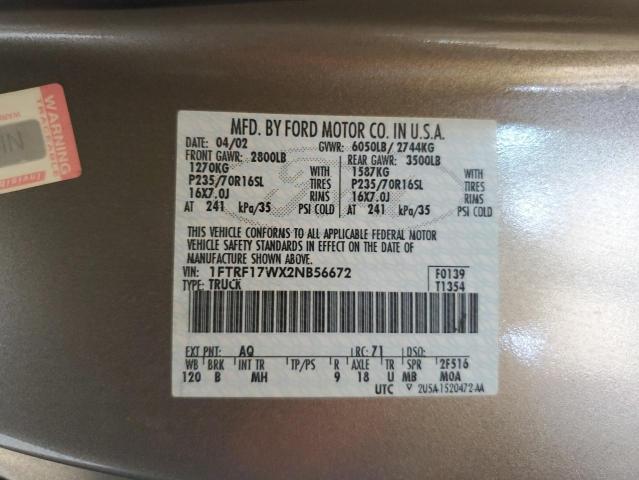 WARNING
MFD. BY FORD MOTOR CO. IN U.S.A.
DATE: 04/02 GVWR: 6050LB/ 2744KG
FRONT GAWR: 2800LB REAR GAWR: 3500LB
1270KG WITH 1587KG WITH
P235/70R16SL TIRES P235/70R16SL TIRES
16X7.0J RIMS 16X7.0J RIMS
AT 241 kPa/35 PSI COLD AT 241 kPa/35 PSI COLD
THIS VEHICLE CONFORMS TO ALL APPLICABLE FEDERAL MOTOR
VEHICLE SAFETY STANDARDS IN EFFECT ON THE DATE OF
MANUFACTURE SHOWN ABOVE.
VIN: 1FTRF17WX2NB56672 F0139
TYPE: TRUCK T1354
EXT PNT: AQ RC: 71 DSO:
WB BRK INT TR TP/PS R AXLE TR SPR 2F516
120 B MH 9 18 U MB M0A
UTC ▽ 2U5A-1520472-AA